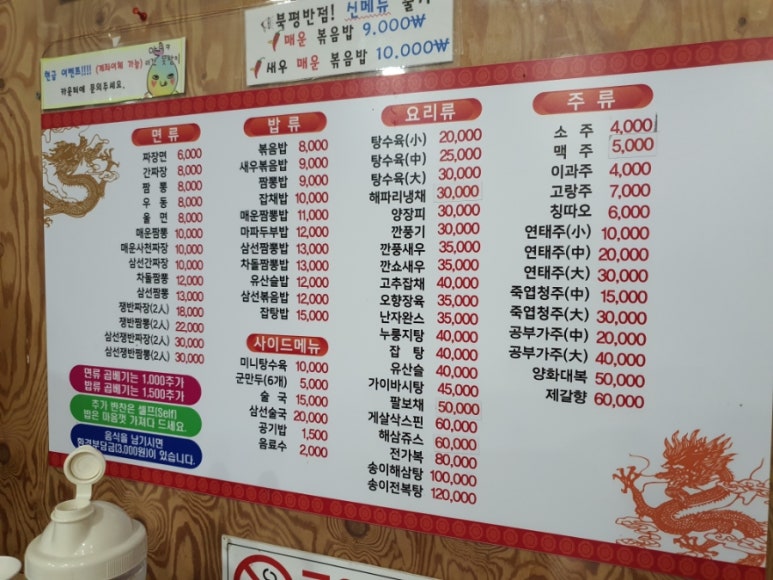 북평반점! 신메뉴
매운 볶음밥 9.000₩
새우 매운 볶음밥 10.000₩
현금 이벤트!!!! (계좌이체 가능)
카운터에 문의주세요.
면 류
짜장면 6,000
간짜장 8,000
짬 뽕 8,000
우 동 8,000
울 면 8,000
매운짬뽕 10,000
매운사천짜장 10,000
삼선간짜장 10,000
차돌짬뽕 12,000
삼선짬뽕 13,000
쟁반짜장(2人) 18,000
쟁반짬뽕(2人) 22,000
삼선쟁반짜장(2人) 30,000
삼선쟁반짬뽕(2人) 30,000
면류 곱베기는 1.000추가
밥류 곱베기는 1.500추가
추가 반찬은 셀프(Self)
밥은 마음껏 가져다 드세요.
음식을 남기시면
환경부담금(3,000원)이 있습니다.
밥 류
볶음밥 8,000
새우볶음밥 9,000
짬뽕밥 9,000
잡채밥 10,000
매운짬뽕밥 11,000
마파두부밥 12,000
삼선짬뽕밥 13,000
차돌짬뽕밥 13,000
유산슬밥 12,000
삼선볶음밥 12,000
잡탕밥 15,000
사이드메뉴
미니탕수육 10,000
군만두(6개) 5,000
술 국 15,000
삼선술국 20,000
공기밥 1,500
음료수 2,000
요리류
탕수육(小) 20,000
탕수육(中) 25,000
탕수육(大) 30,000
해파리냉채 30,000
양장피 30,000
깐풍기 30,000
깐풍새우 35,000
깐쇼새우 35,000
고추잡채 40,000
오향장육 35,000
난자완스 35,000
누룽지탕 40,000
잡 탕 40,000
유산슬 40,000
가이바시탕 45,000
팔보채 50,000
게살삭스핀 60,000
해삼쥬스 60,000
전가복 80,000
송이해삼탕 100,000
송이전복탕 120,000
주 류
소 주 4,000
맥 주 5,000
이과주 4,000
고량주 7,000
칭따오 6,000
연태주(小) 10,000
연태주(中) 20,000
연태주(大) 30,000
죽엽청주(中) 15,000
죽엽청주(大) 30,000
공부가주(中) 20,000
공부가주(大) 40,000
양화대복 50,000
제갈향 60,000